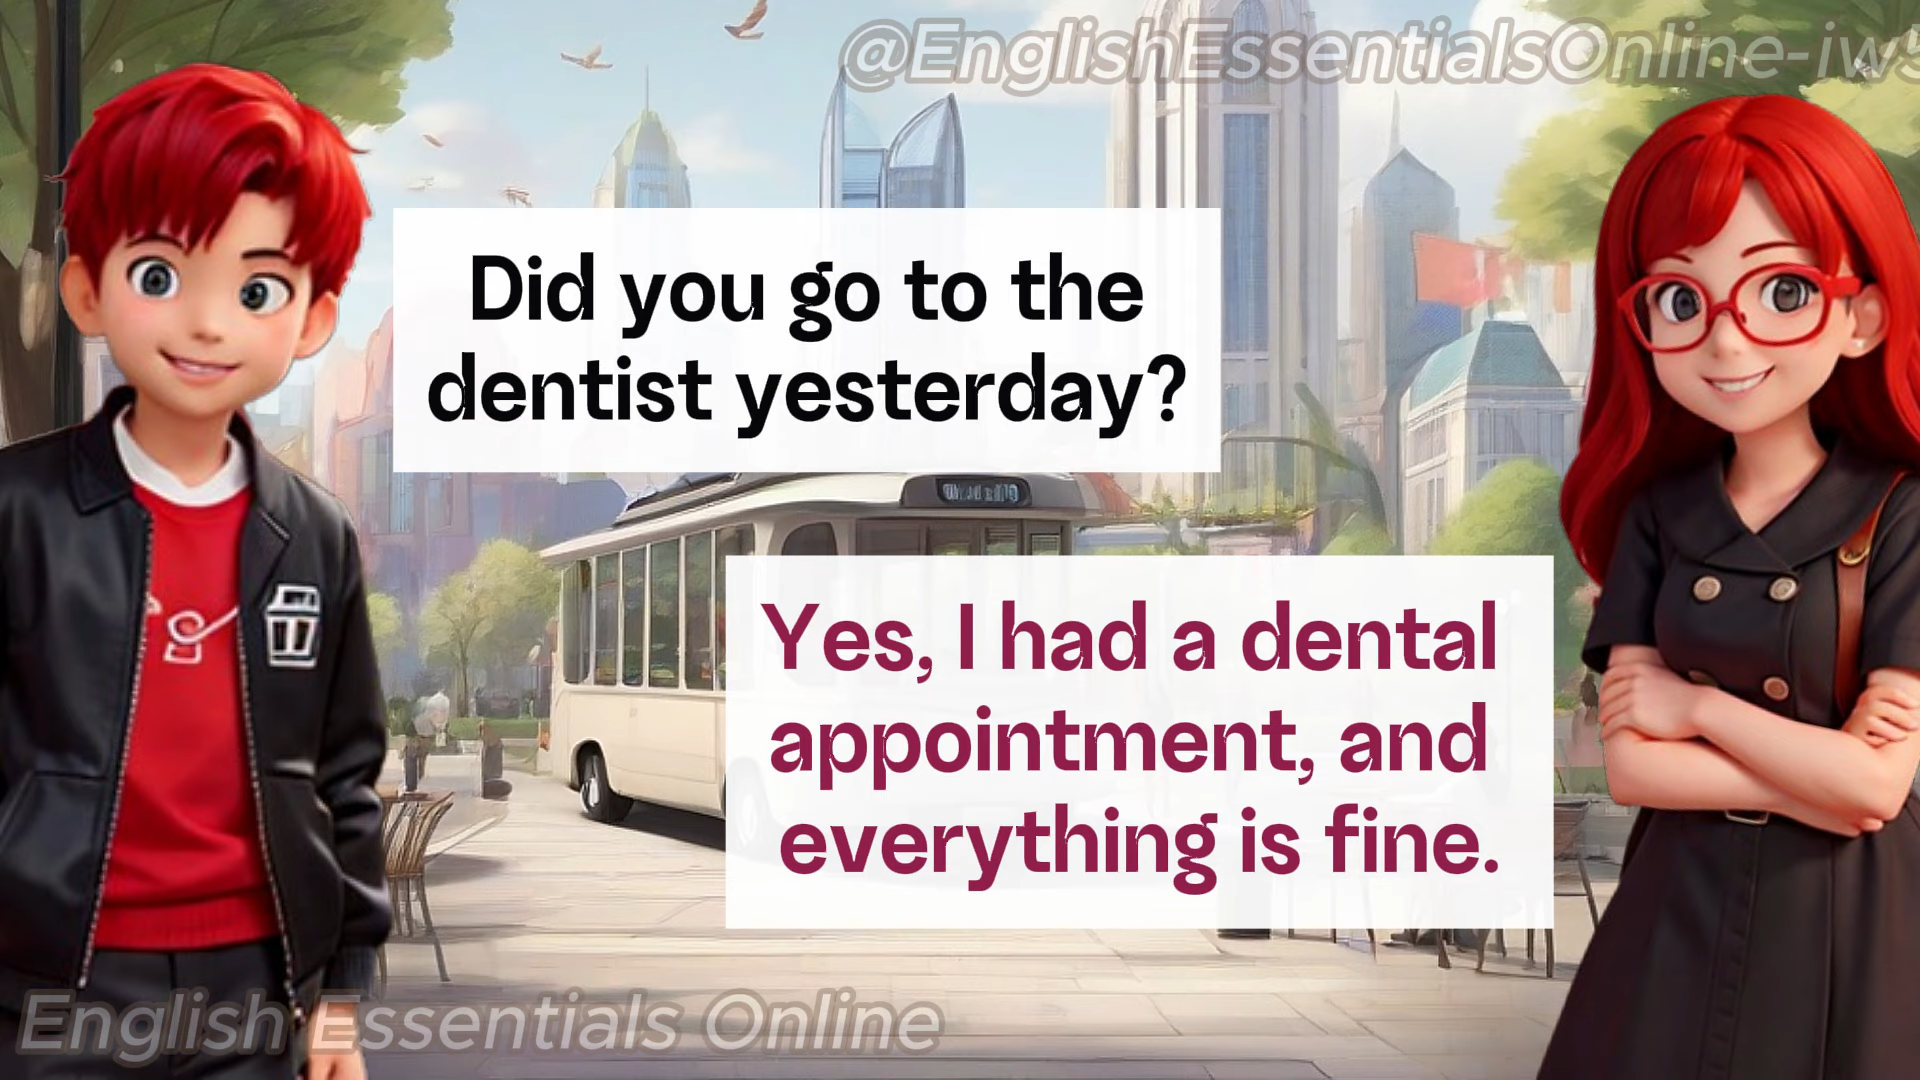 @EnglishEssentialsOnline-iw
Did you go to the
dentist yesterday?
Yes, I had a dental
appointment, and
everything is fine.
English Essentials Online